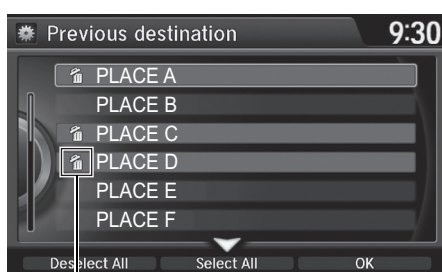 Previous destination 9:30
PLACE A
PLACE B
PLACE C
PLACE D
PLACE E
PLACE F
Deselect All Select All OK